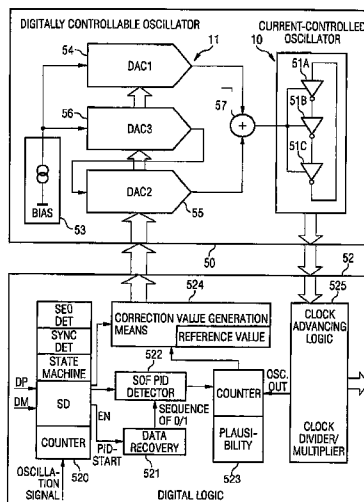 DIGITALLY CONTROLLABLE OSCILLATOR
CURRENT-CONTROLLED
OSCILLATOR
54
11
10
51A
DAC1
51B
56
57
51C
DAC3
DAC2
BIAS
53
55
50
52
524
525
SE0
DET
CORRECTION VALUE GENERATION
MEANS
REFERENCE VALUE
CLOCK
ADVANCING
LOGIC
SYNC
DET
STATE
MACHINE
522
DP
SOF PID
DETECTOR
COUNTER
OSC.
OUT
DM
SD
EN
SEQUENCE
OF 0/1
PLAUSI-
BILITY
CLOCK
DIVIDER/
MULTIPLIER
PiD-
START
DATA
RECOVERY
COUNTER
520
521
523
OSCILLATION
SIGNAL
DIGITAL LOGIC